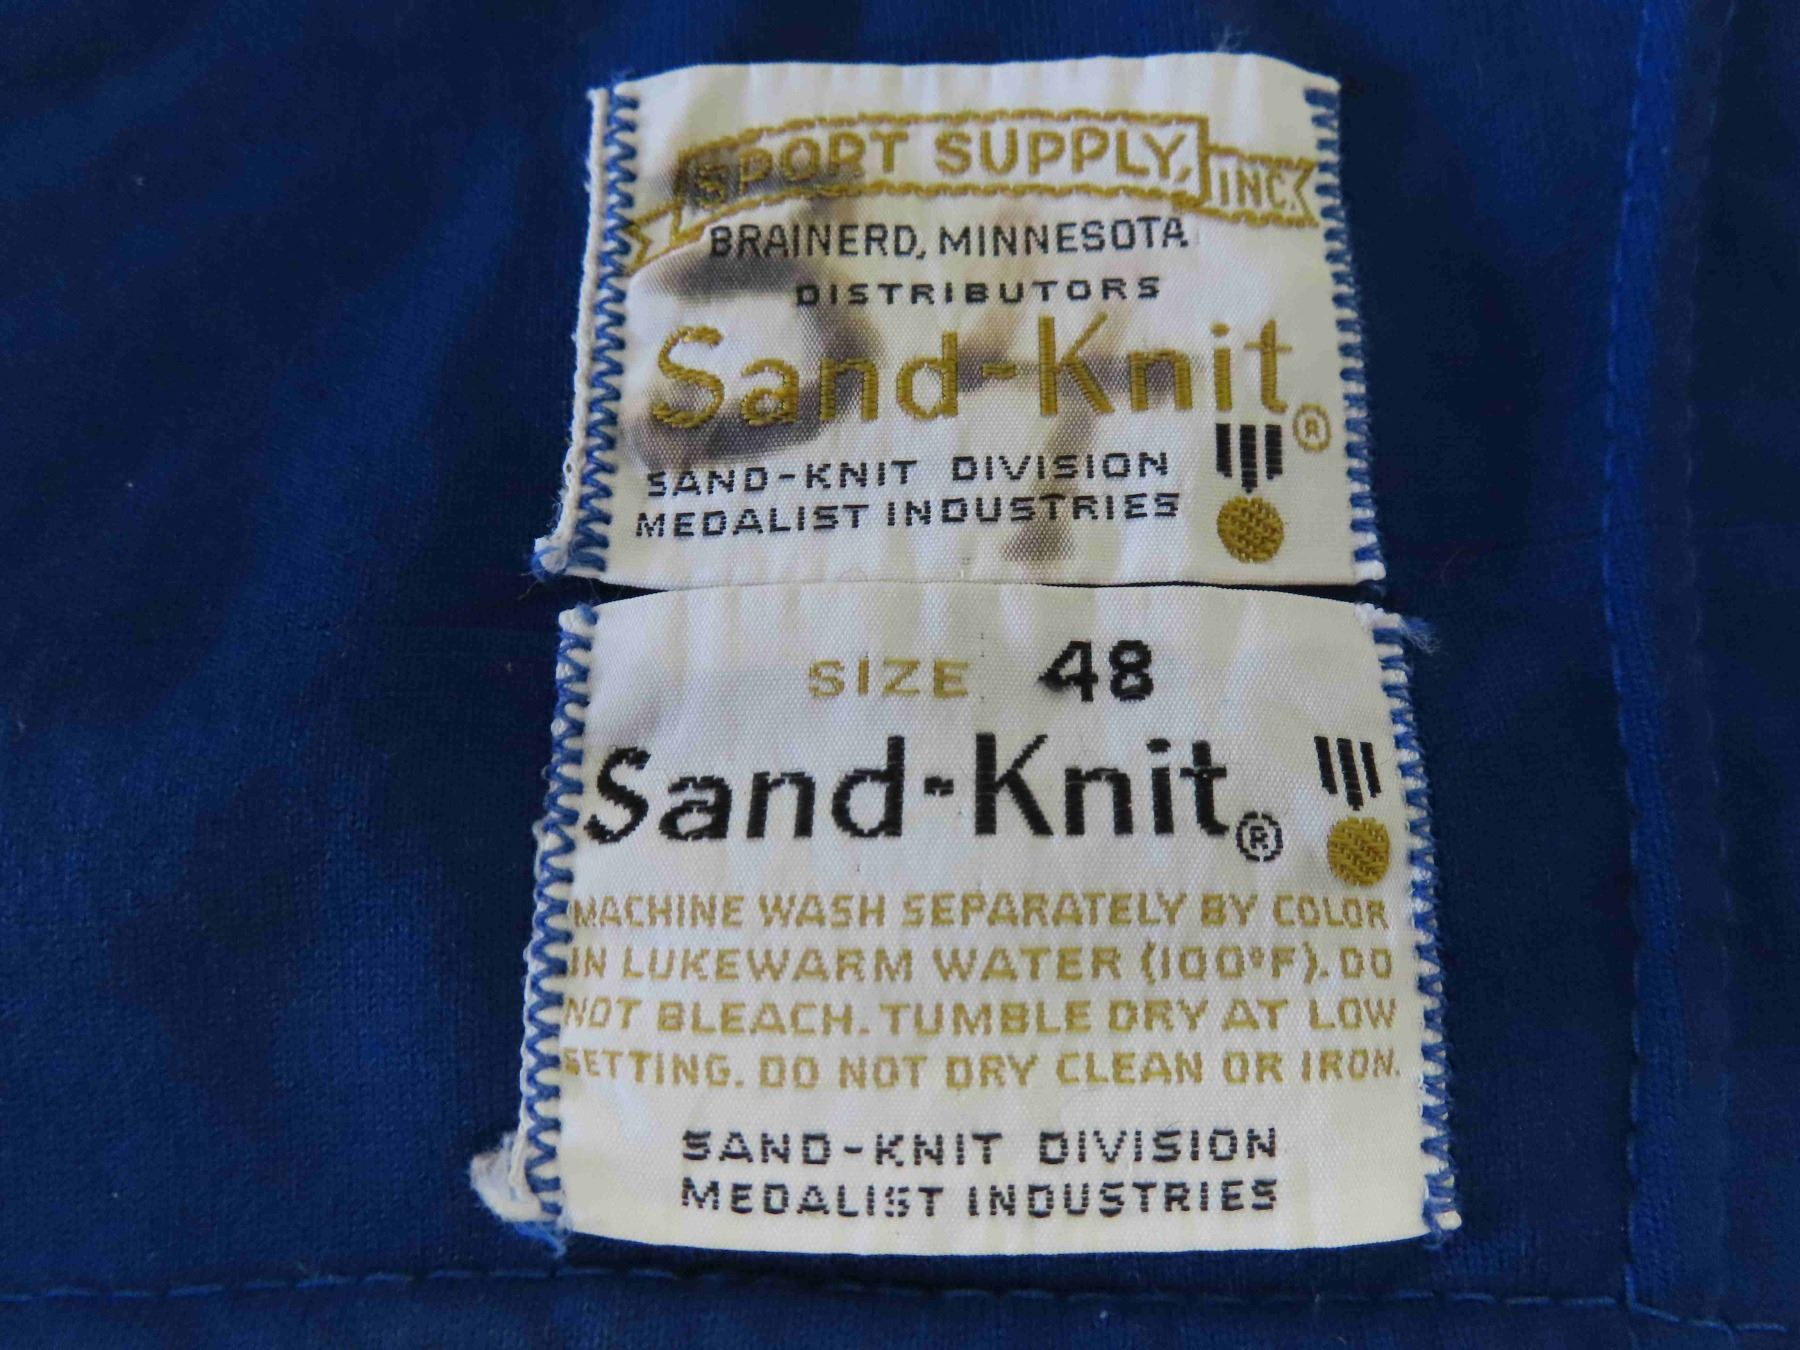 SPORT SUPPLY, INC.
BRAINERD, MINNESOTA
DISTRIBUTORS
Sand-Knit®
SAND-KNIT DIVISION
MEDALIST INDUSTRIES
SIZE 48
Sand-Knit®
MACHINE WASH SEPARATELY BY COLOR
IN LUKEWARM WATER (100°F). DO
NOT BLEACH. TUMBLE DRY AT LOW
SETTING. DO NOT DRY CLEAN OR IRON.
SAND-KNIT DIVISION
MEDALIST INDUSTRIES